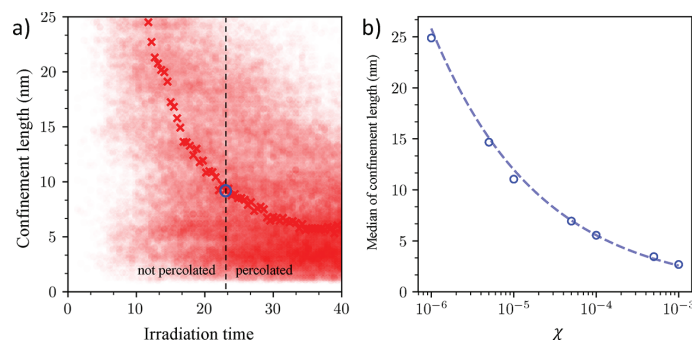 a)
Confinement length (nm)
25
20
15
10
5
0
not percolated
percolated
0
10
20
30
40
Irradiation time
b)
Median of confinement length (nm)
25
20
15
10
5
0
10⁻⁶
10⁻⁵
10⁻⁴
10⁻³
χ